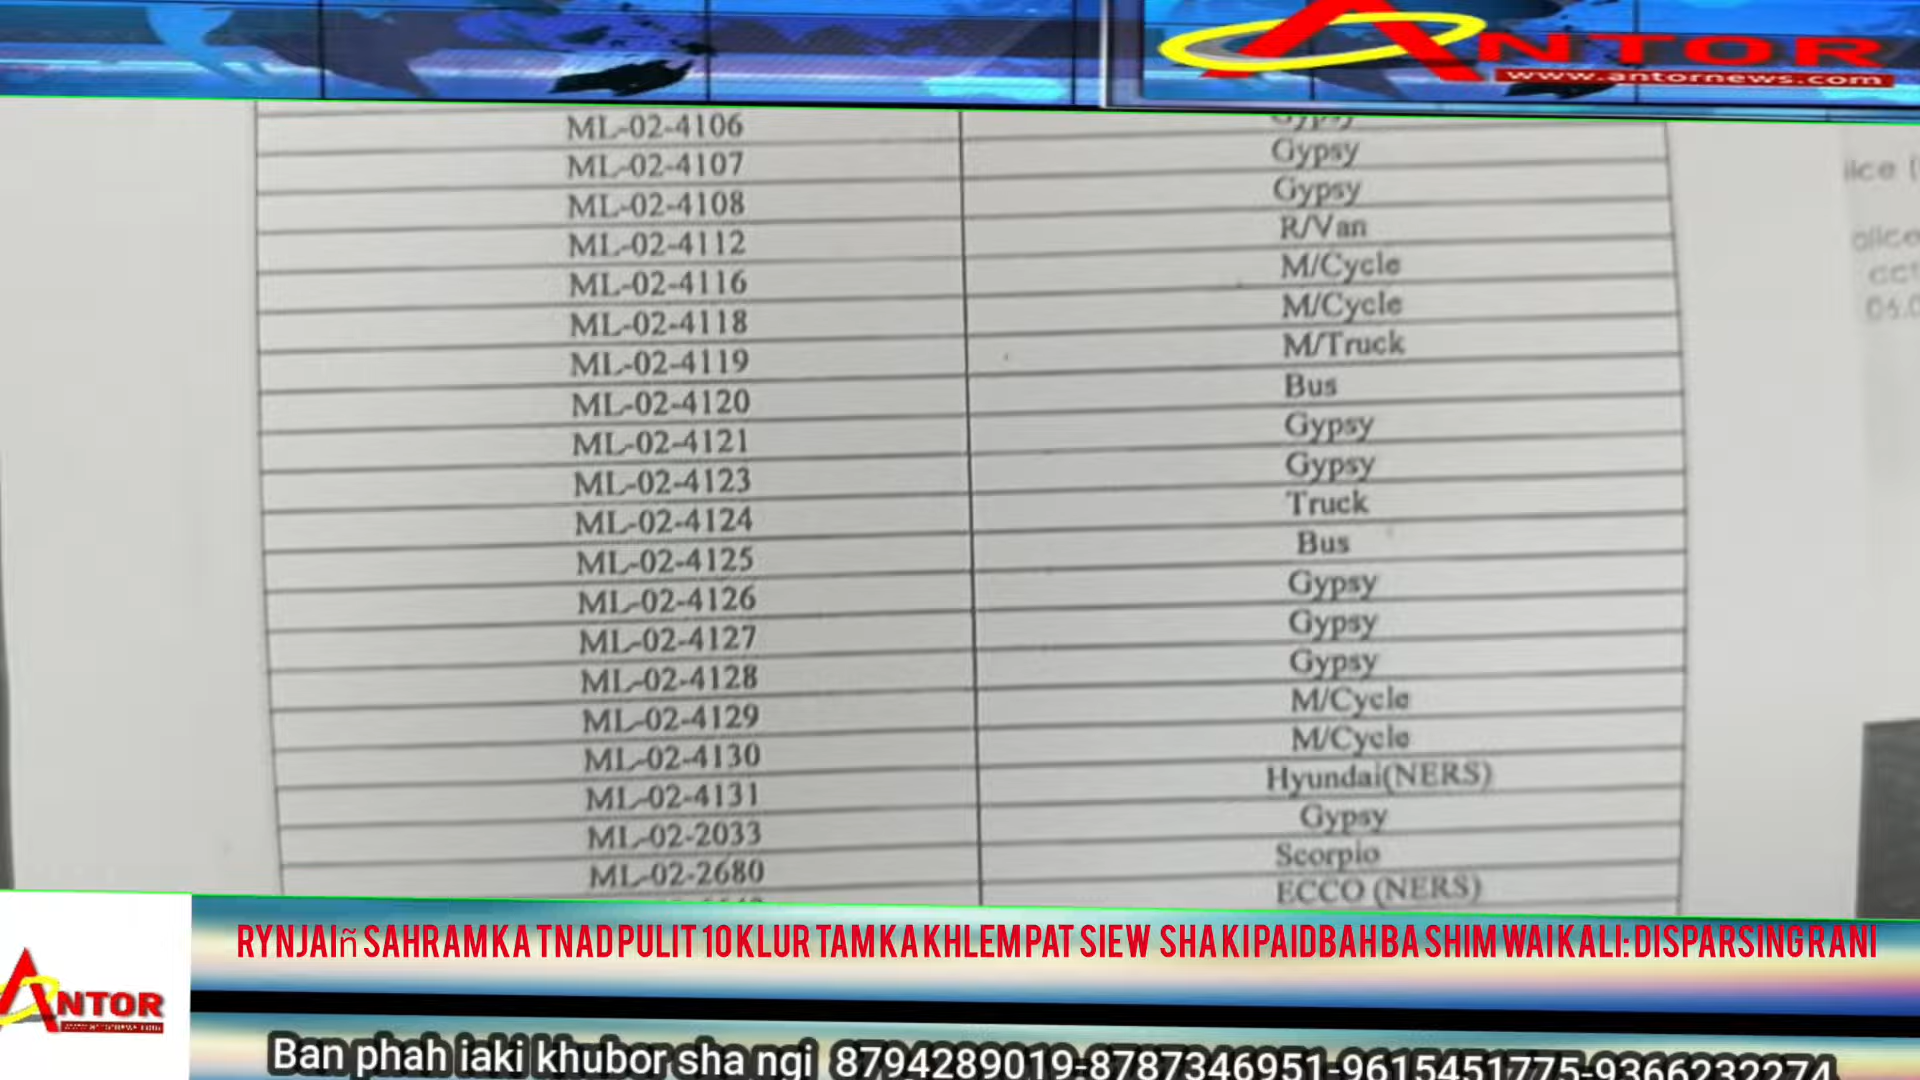 ANTOR
www.antornews.com
ML-02-4106 Gypsy
ML-02-4107 Gypsy
ML-02-4108 Gypsy
ML-02-4112 R/Van
ML-02-4116 M/Cycle
ML-02-4118 M/Cycle
ML-02-4119 M/Truck
ML-02-4120 Bus
ML-02-4121 Gypsy
ML-02-4123 Gypsy
ML-02-4124 Truck
ML-02-4125 Bus
ML-02-4126 Gypsy
ML-02-4127 Gypsy
ML-02-4128 Gypsy
ML-02-4129 M/Cycle
ML-02-4130 M/Cycle
ML-02-4131 Hyundai(NERS)
ML-02-2033 Gypsy
ML-02-2680 Scorpio
ECCO (NERS)
RYNJAIñ SAHRAM KA TNAD PULIT 10 KLUR TAM KA KHLEMPAT SIEW SHA KI PAIDBAH BA SHIM WAI KALI: DISPARSING RANI
ANTOR
Ban phah iaki khubor sha ngi 8794289019-8787346951-9615451775-9366232274